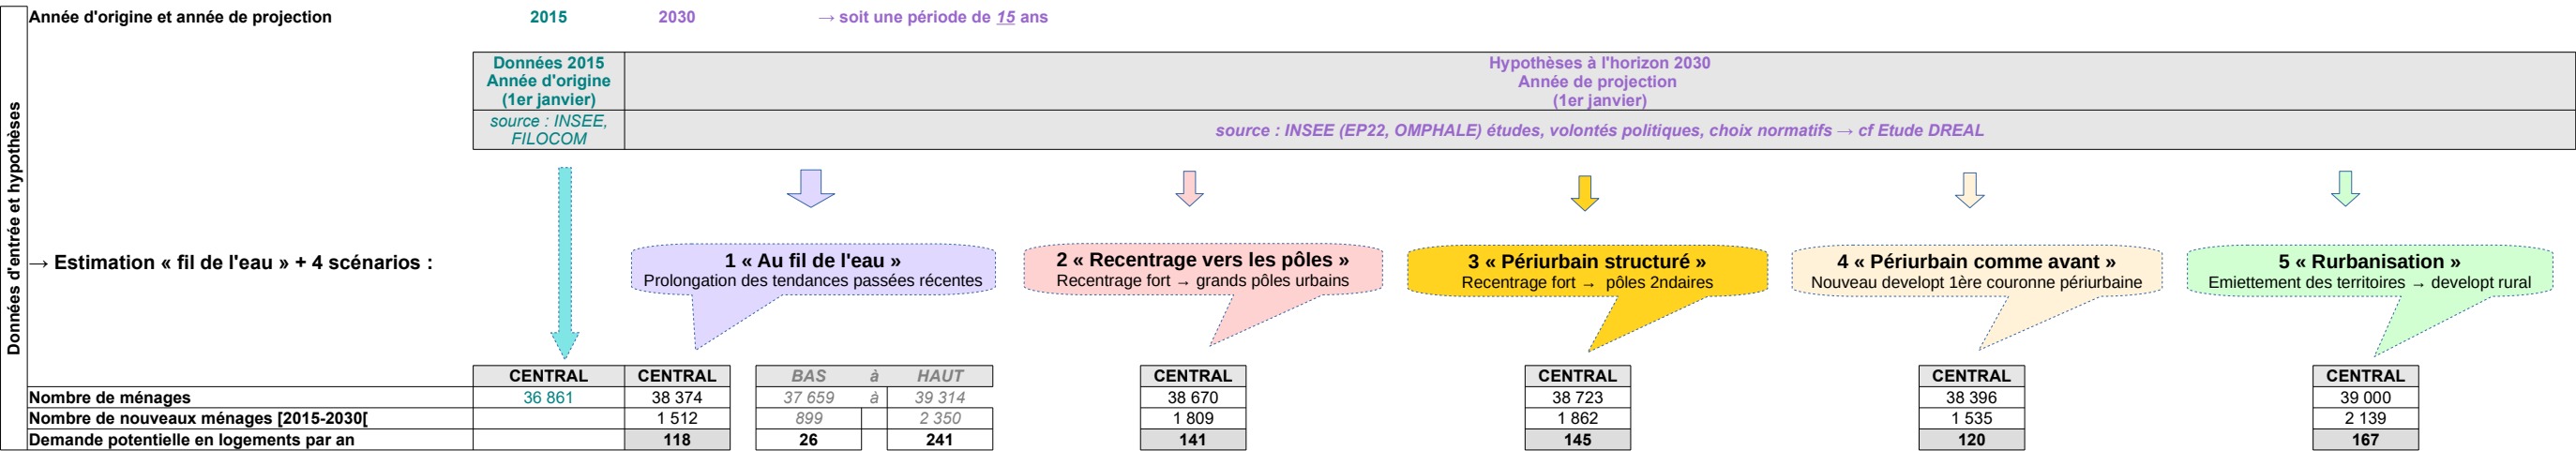 Année d'origine et année de projection 2015 2030 → soit une période de 15 ans
Données 2015
Année d'origine
(1er janvier)
Hypothèses à l'horizon 2030
Année de projection
(1er janvier)
source : INSEE,
FILOCOM
source : INSEE (EP22, OMPHALE) études, volontés politiques, choix normatifs → cf Etude DREAL
Données d'entrée et hypothèses
→ Estimation « fil de l'eau » + 4 scénarios :
1 « Au fil de l'eau »
Prolongation des tendances passées récentes
2 « Recentrage vers les pôles »
Recentrage fort → grands pôles urbains
3 « Périurbain structuré »
Recentrage fort → pôles 2ndaires
4 « Périurbain comme avant »
Nouveau developt 1ère couronne périurbaine
5 « Rurbanisation »
Emiettement des territoires → developt rural
CENTRAL CENTRAL BAS à HAUT CENTRAL CENTRAL CENTRAL CENTRAL
Nombre de ménages 36 861 38 374 37 659 à 39 314 38 670 38 723 38 396 39 000
Nombre de nouveaux ménages [2015-2030[ 1 512 899 2 350 1 809 1 862 1 535 2 139
Demande potentielle en logements par an 118 26 241 141 145 120 167